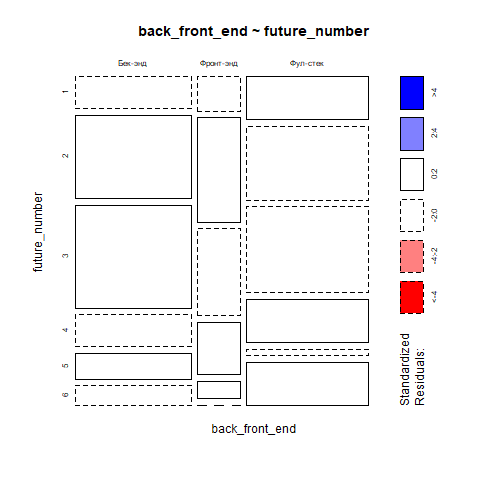 back_front_end ~ future_number
Бек-энд Фронт-энд Фул-стек
1
2
3
4
5
6
future_number
back_front_end
>4
2:4
0:2
-2:0
-4:-2
<-4
Standardized
Residuals: